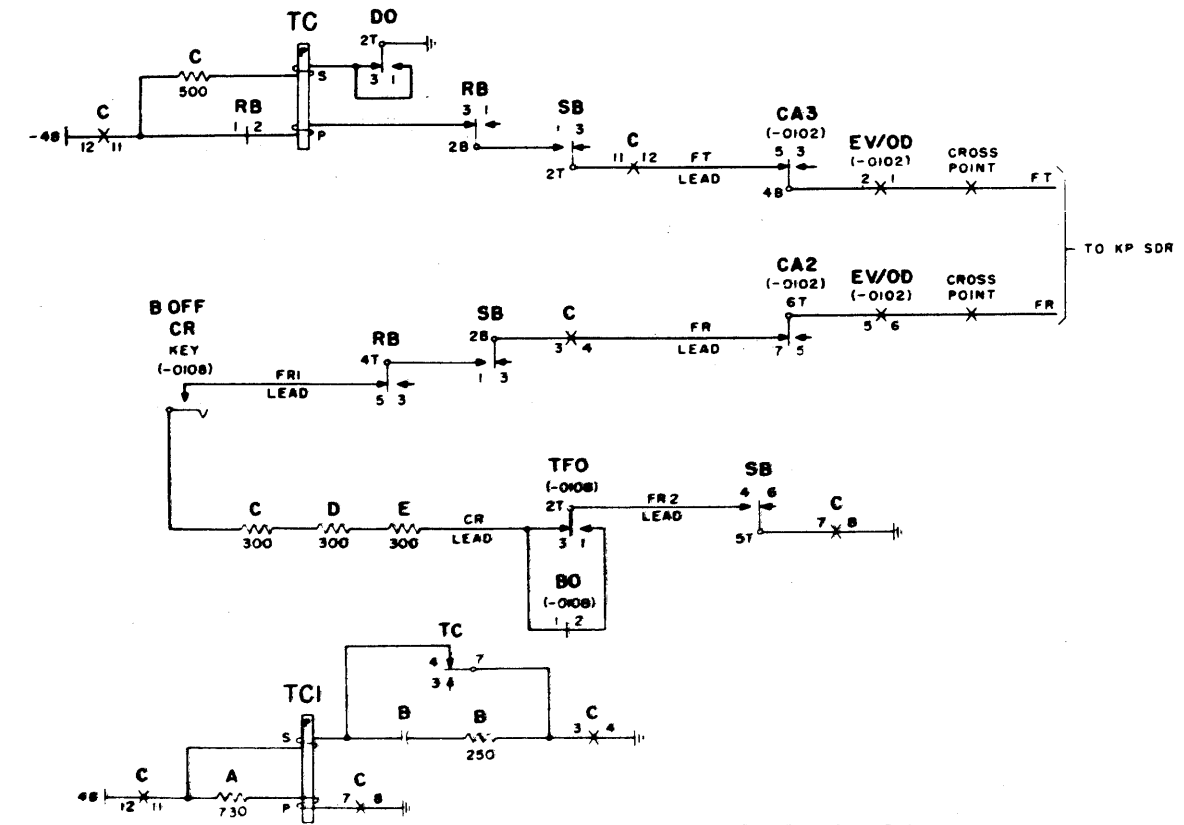 TC
DO
2T
C
500
S
3 1
RB
1 2
C
-48
12 11
P
RB
3 1
2B
SB
1 3
2T
C
11 12
FT
LEAD
CA3
(-0102)
5 3
4B
EV/OD
(-0102)
2 1
CROSS
POINT
FT
TO KP SDR
CA2
(-0102)
6T
7 5
EV/OD
(-0102)
5 6
CROSS
POINT
FR
B OFF
CR
KEY
(-0108)
FR1
LEAD
RB
4T
5 3
SB
2B
1 3
C
3 4
FR
LEAD
C
300
D
300
E
300
CR
LEAD
TFO
(-0108)
2T
3 1
FR2
LEAD
SB
4 6
5T
C
7 8
BO
(-0108)
1 2
TC
4 7
3
TC1
S
B
B
250
C
3 4
C
48
12 11
A
730
P
C
7 8